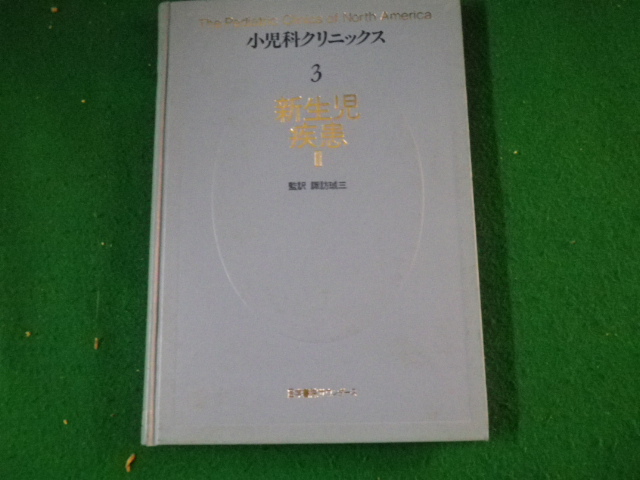 The Pediatric Clinics of North America
小児科クリニックス
3
新生児
疾患
II
監訳 諏訪珹三